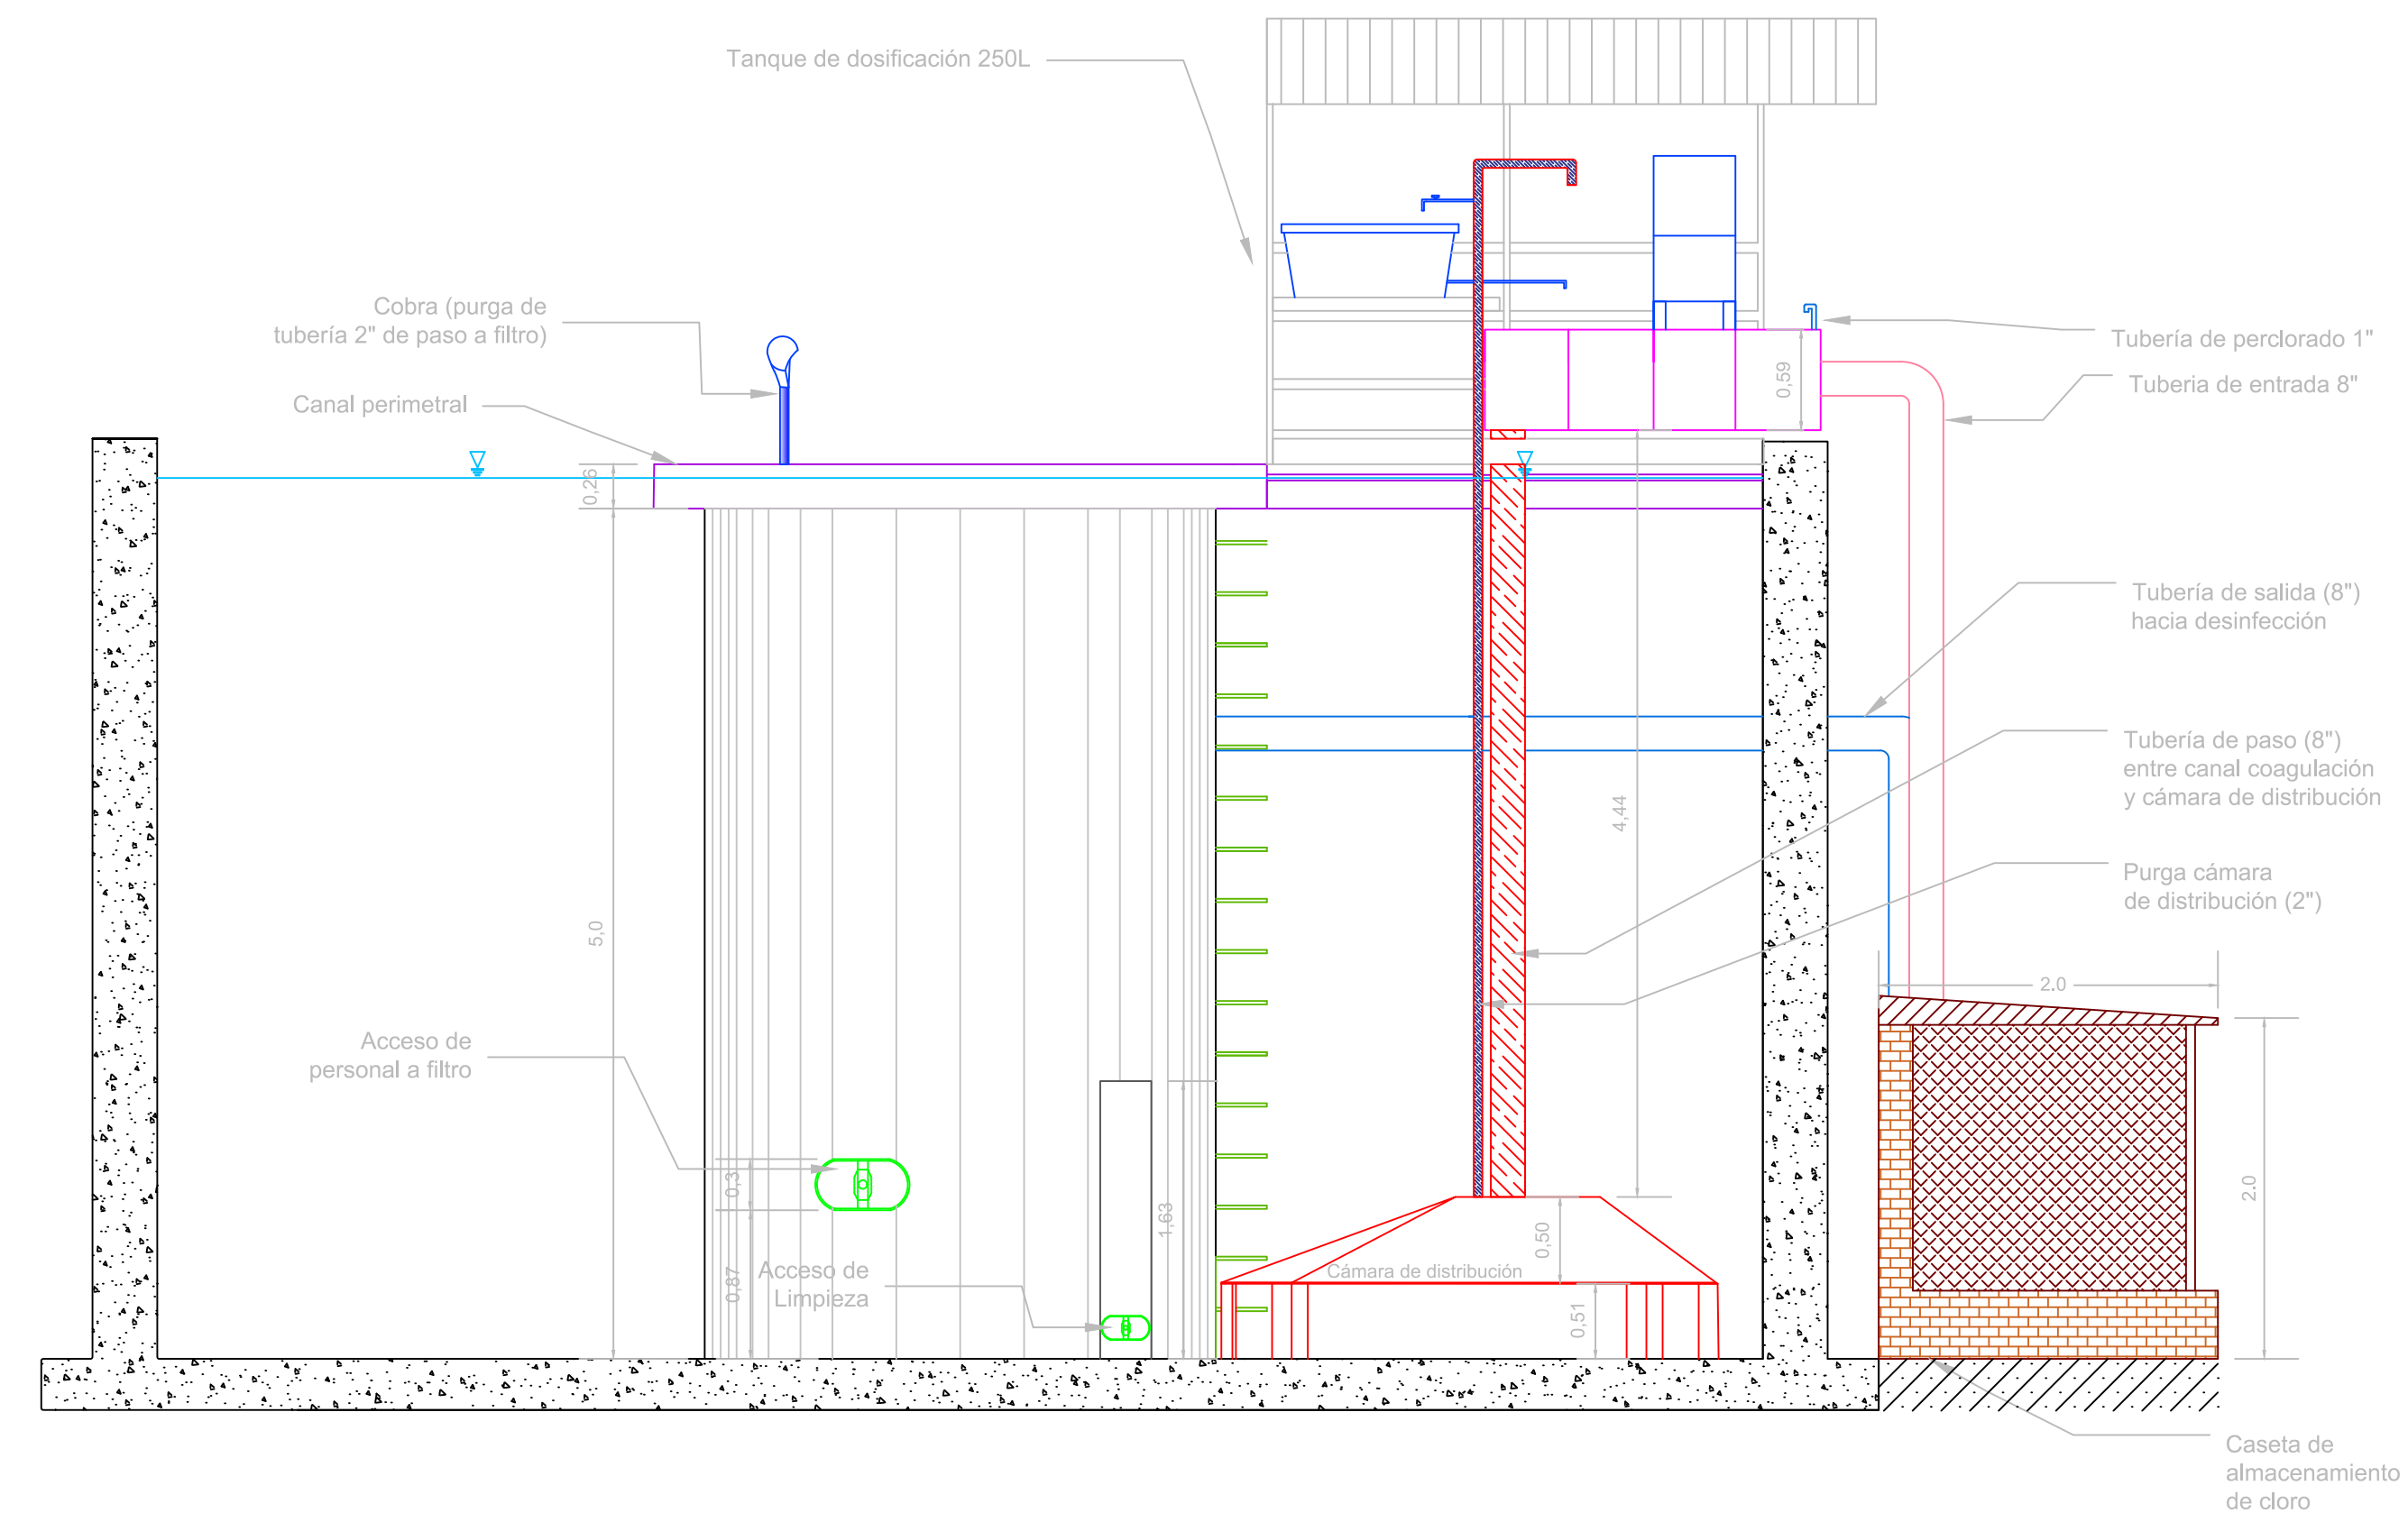 Tanque de dosificación 250L
Cobra (purga de
tubería 2" de paso a filtro)
Canal perimetral
Tubería de perclorado 1"
Tuberia de entrada 8"
0,59
0,26
Tubería de salida (8")
hacia desinfección
Tubería de paso (8")
entre canal coagulación
y cámara de distribución
4,44
Purga cámara
de distribución (2")
5,0
2.0
Acceso de
personal a filtro
0,3
1,63
2.0
0,50
0,87
Acceso de
Limpieza
Cámara de distribución
0,51
Caseta de
almacenamiento
de cloro